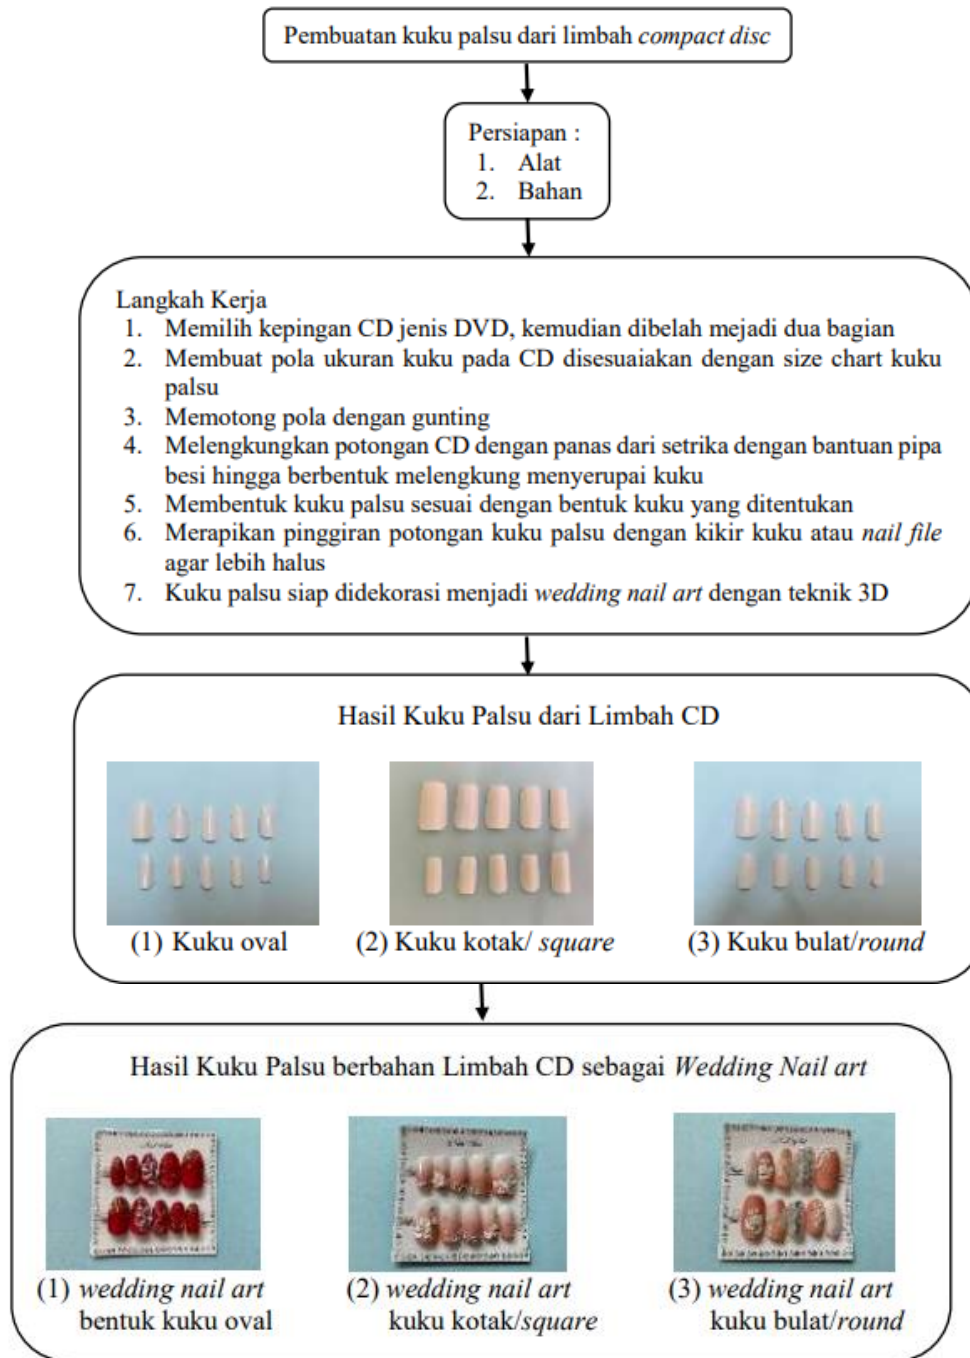 Pembuatan kuku palsu dari limbah compact disc
Persiapan :
1. Alat
2. Bahan
Langkah Kerja
1. Memilih kepingan CD jenis DVD, kemudian dibelah mejadi dua bagian
2. Membuat pola ukuran kuku pada CD disesuaiakan dengan size chart kuku
palsu
3. Memotong pola dengan gunting
4. Melengkungkan potongan CD dengan panas dari setrika dengan bantuan pipa
besi hingga berbentuk melengkung menyerupai kuku
5. Membentuk kuku palsu sesuai dengan bentuk kuku yang ditentukan
6. Merapikan pinggiran potongan kuku palsu dengan kikir kuku atau nail file
agar lebih halus
7. Kuku palsu siap didekorasi menjadi wedding nail art dengan teknik 3D
Hasil Kuku Palsu dari Limbah CD
(1) Kuku oval
(2) Kuku kotak/ square
(3) Kuku bulat/round
Hasil Kuku Palsu berbahan Limbah CD sebagai Wedding Nail art
(1) wedding nail art
bentuk kuku oval
(2) wedding nail art
kuku kotak/square
(3) wedding nail art
kuku bulat/round